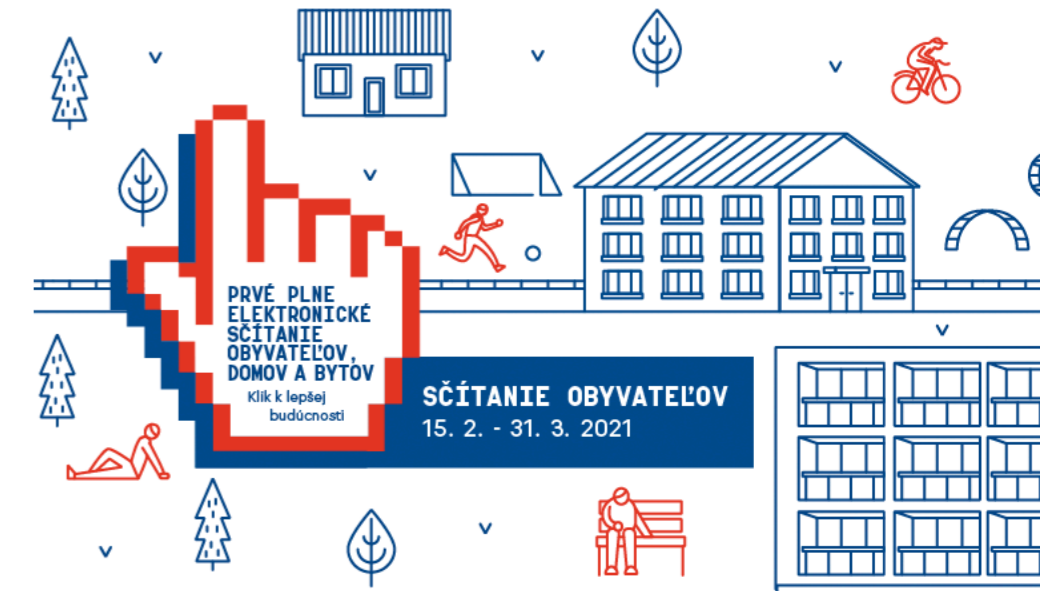 PRVÉ PLNE
ELEKTRONICKÉ
SČÍTANIE
OBYVATEĽOV,
DOMOV A BYTOV
Klik k lepšej
budúcnosti
SČÍTANIE OBYVATEĽOV
15. 2. - 31. 3. 2021